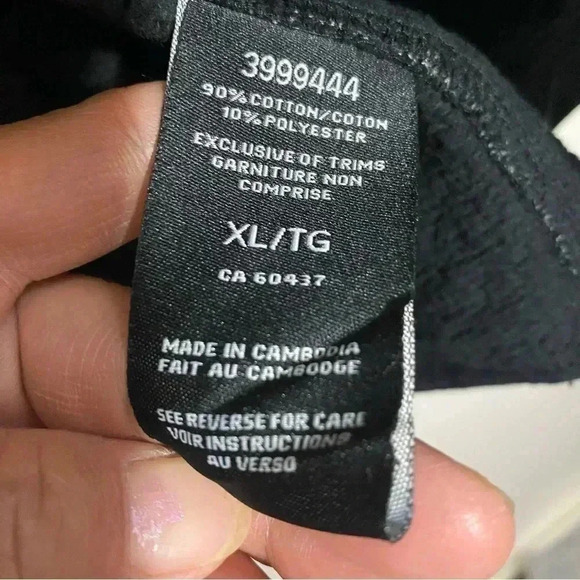 3999444
90% COTTON/COTON
10% POLYESTER
EXCLUSIVE OF TRIMS
GARNITURE NON
COMPRISE
XL/TG
CA 60437
MADE IN CAMBODIA
FAIT AU CAMBODGE
SEE REVERSE FOR CARE
VOIR INSTRUCTIONS
AU VERSO